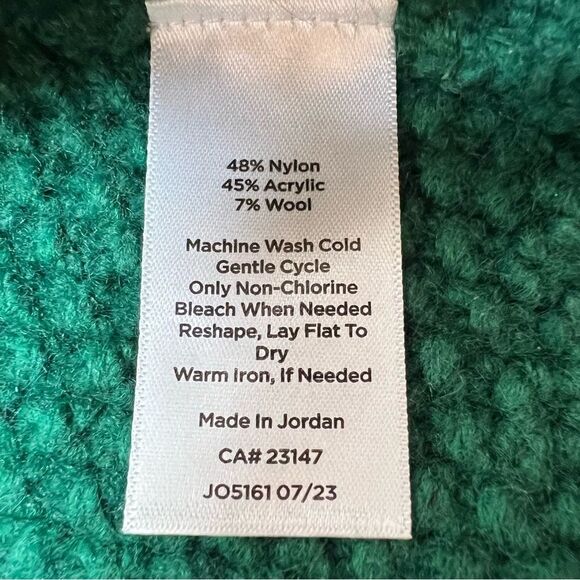 48% Nylon
45% Acrylic
7% Wool
Machine Wash Cold
Gentle Cycle
Only Non-Chlorine
Bleach When Needed
Reshape, Lay Flat To
Dry
Warm Iron, If Needed
Made In Jordan
CA# 23147
JO5161 07/23